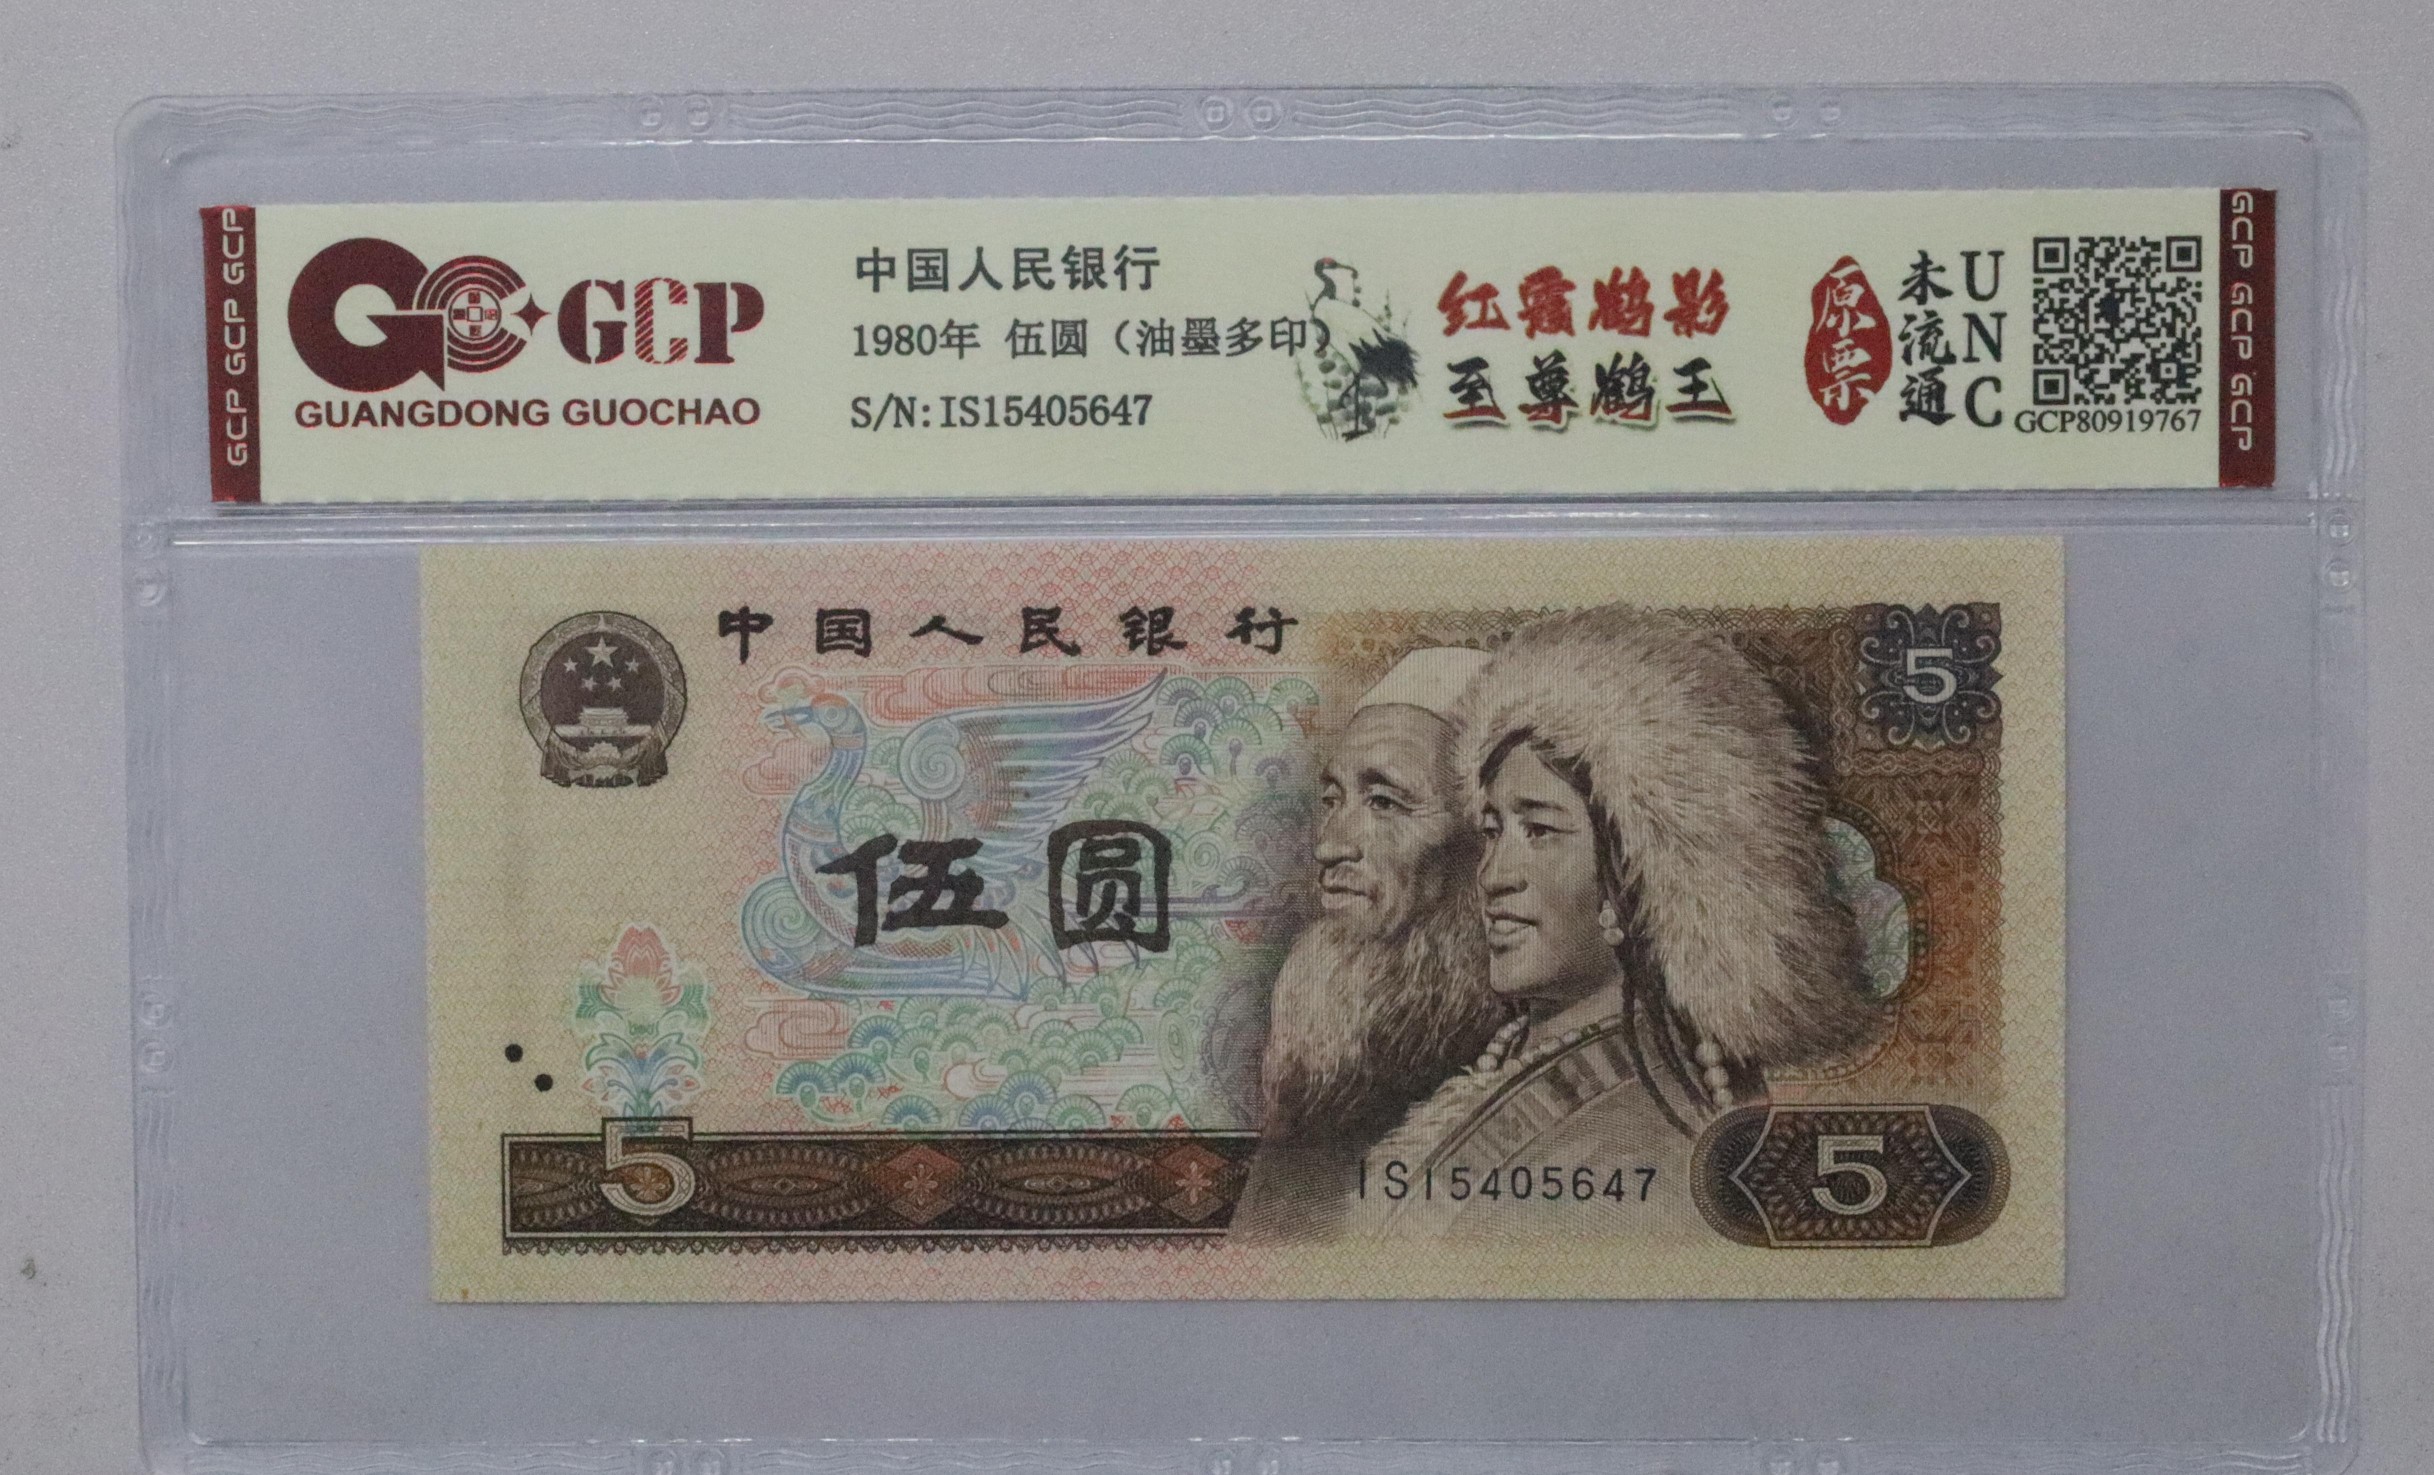 GCP GCP GCP
GCP
GUANGDONG GUOCHAO
中国人民银行
1980年 伍圆（油墨多印）
S/N:IS15405647
红霞鹤影
至尊鹤王
原票
未流通
UNC
GCP80919767
GCP GCP GCP
中国人民银行
5
伍圆
5
IS15405647
5